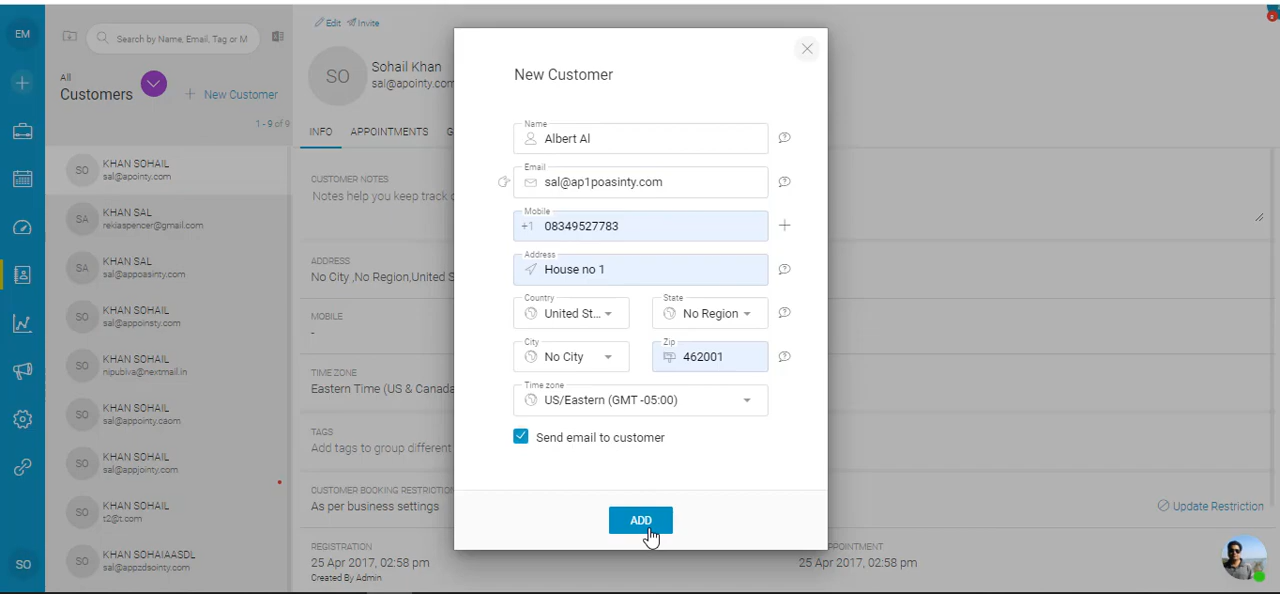 EM
Search by Name, Email, Tag or M
All
Customers
New Customer
1 - 9 of 9
SO
KHAN SOHAIL
sal@apointy.com
SA
KHAN SAL
reklaspencer@gmail.com
SA
KHAN SAL
sal@appoasinty.com
SO
KHAN SOHAIL
sal@appoinsty.com
SO
KHAN SOHAIL
nipubiva@nextmail.in
SO
KHAN SOHAIL
sal@appointy.caom
SO
KHAN SOHAIL
sal@appjointy.com
SO
KHAN SOHAIL
t2@t.com
SO
KHAN SOHAIAASDL
sal@appzdsointy.com
SO
Edit Invite
SO
Sohail Khan
sal@apointy.com
INFO APPOINTMENTS G
CUSTOMER NOTES
Notes help you keep track
ADDRESS
No City ,No Region,United S
MOBILE
-
TIME ZONE
Eastern Time (US & Canada
TAGS
Add tags to group different
CUSTOMER BOOKING RESTRICTION
As per business settings
Update Restriction
REGISTRATION
25 Apr 2017, 02:58 pm
Created By Admin
PPOINTMENT
25 Apr 2017, 02:58 pm
New Customer
Name
Albert Al
Email
sal@ap1poasinty.com
Mobile
+1 08349527783
Address
House no 1
Country
United St...
State
No Region
City
No City
Zip
462001
Time zone
US/Eastern (GMT -05:00)
Send email to customer
ADD